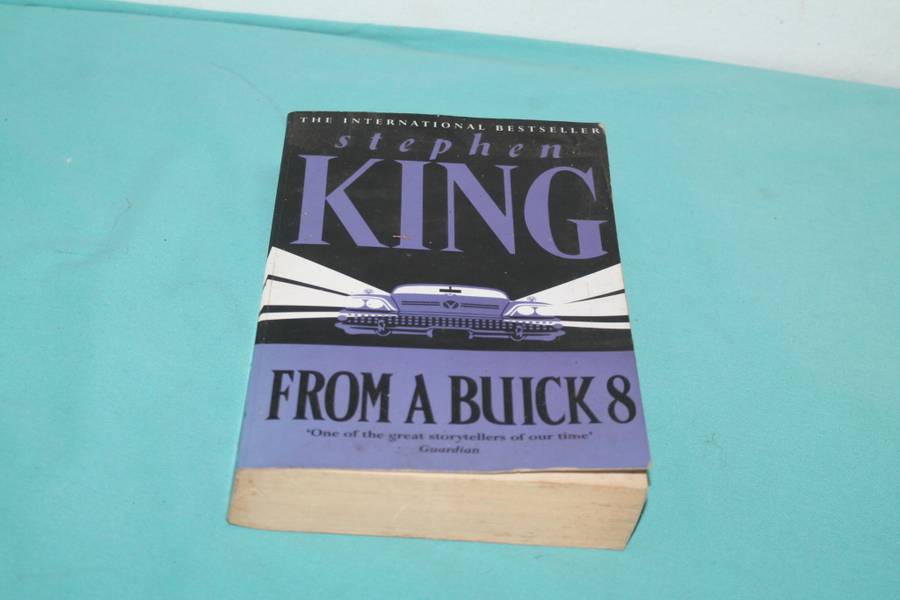 THE INTERNATIONAL BESTSELLER
stephen
KING
FROM A BUICK 8
‘One of the great storytellers of our time’
Guardian